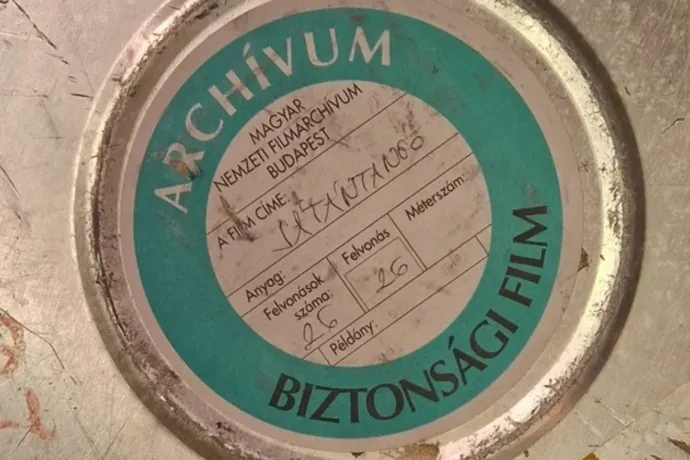 ARCHÍVUM
MAGYAR
NEMZETI FILMARCHÍVUM
BUDAPEST
A FILM CÍME: SÁTÁNTANGÓ
Anyag:
Felvonások száma: 26
Felvonás 26
Méterszám:
Példány:
BIZTONSÁGI FILM